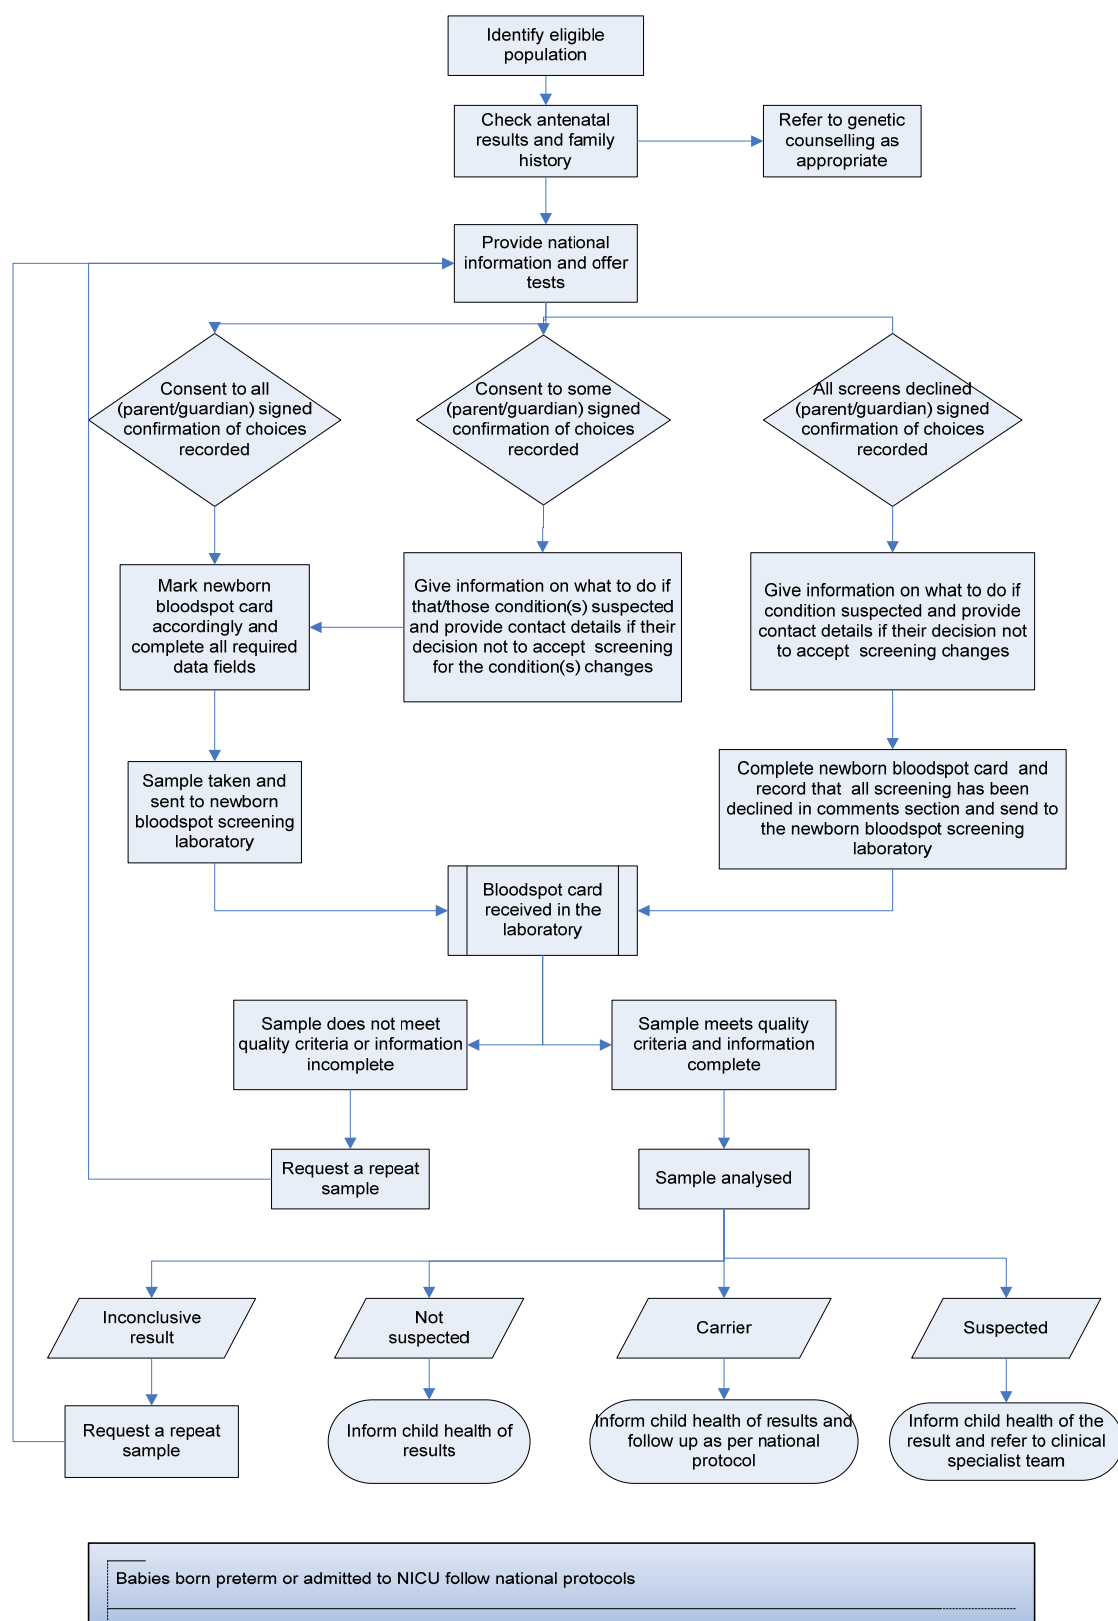 Identify eligible
population
Check antenatal
results and family
history
Refer to genetic
counselling as
appropriate
Provide national
information and offer
tests
Consent to all
(parent/guardian) signed
confirmation of choices
recorded
Consent to some
(parent/guardian) signed
confirmation of choices
recorded
All screens declined
(parent/guardian) signed
confirmation of choices
recorded
Mark newborn
bloodspot card
accordingly and
complete all required
data fields
Give information on what to do if
that/those condition(s) suspected
and provide contact details if their
decision not to accept screening
for the condition(s) changes
Give information on what to do if
condition suspected and provide
contact details if their decision not
to accept screening changes
Sample taken and
sent to newborn
bloodspot screening
laboratory
Complete newborn bloodspot card and
record that all screening has been
declined in comments section and send to
the newborn bloodspot screening
laboratory
Bloodspot card
received in the
laboratory
Sample does not meet
quality criteria or information
incomplete
Sample meets quality
criteria and information
complete
Request a repeat
sample
Sample analysed
Inconclusive
result
Not
suspected
Carrier
Suspected
Request a repeat
sample
Inform child health of
results
Inform child health of results and
follow up as per national
protocol
Inform child health of the
result and refer to clinical
specialist team
Babies born preterm or admitted to NICU follow national protocols